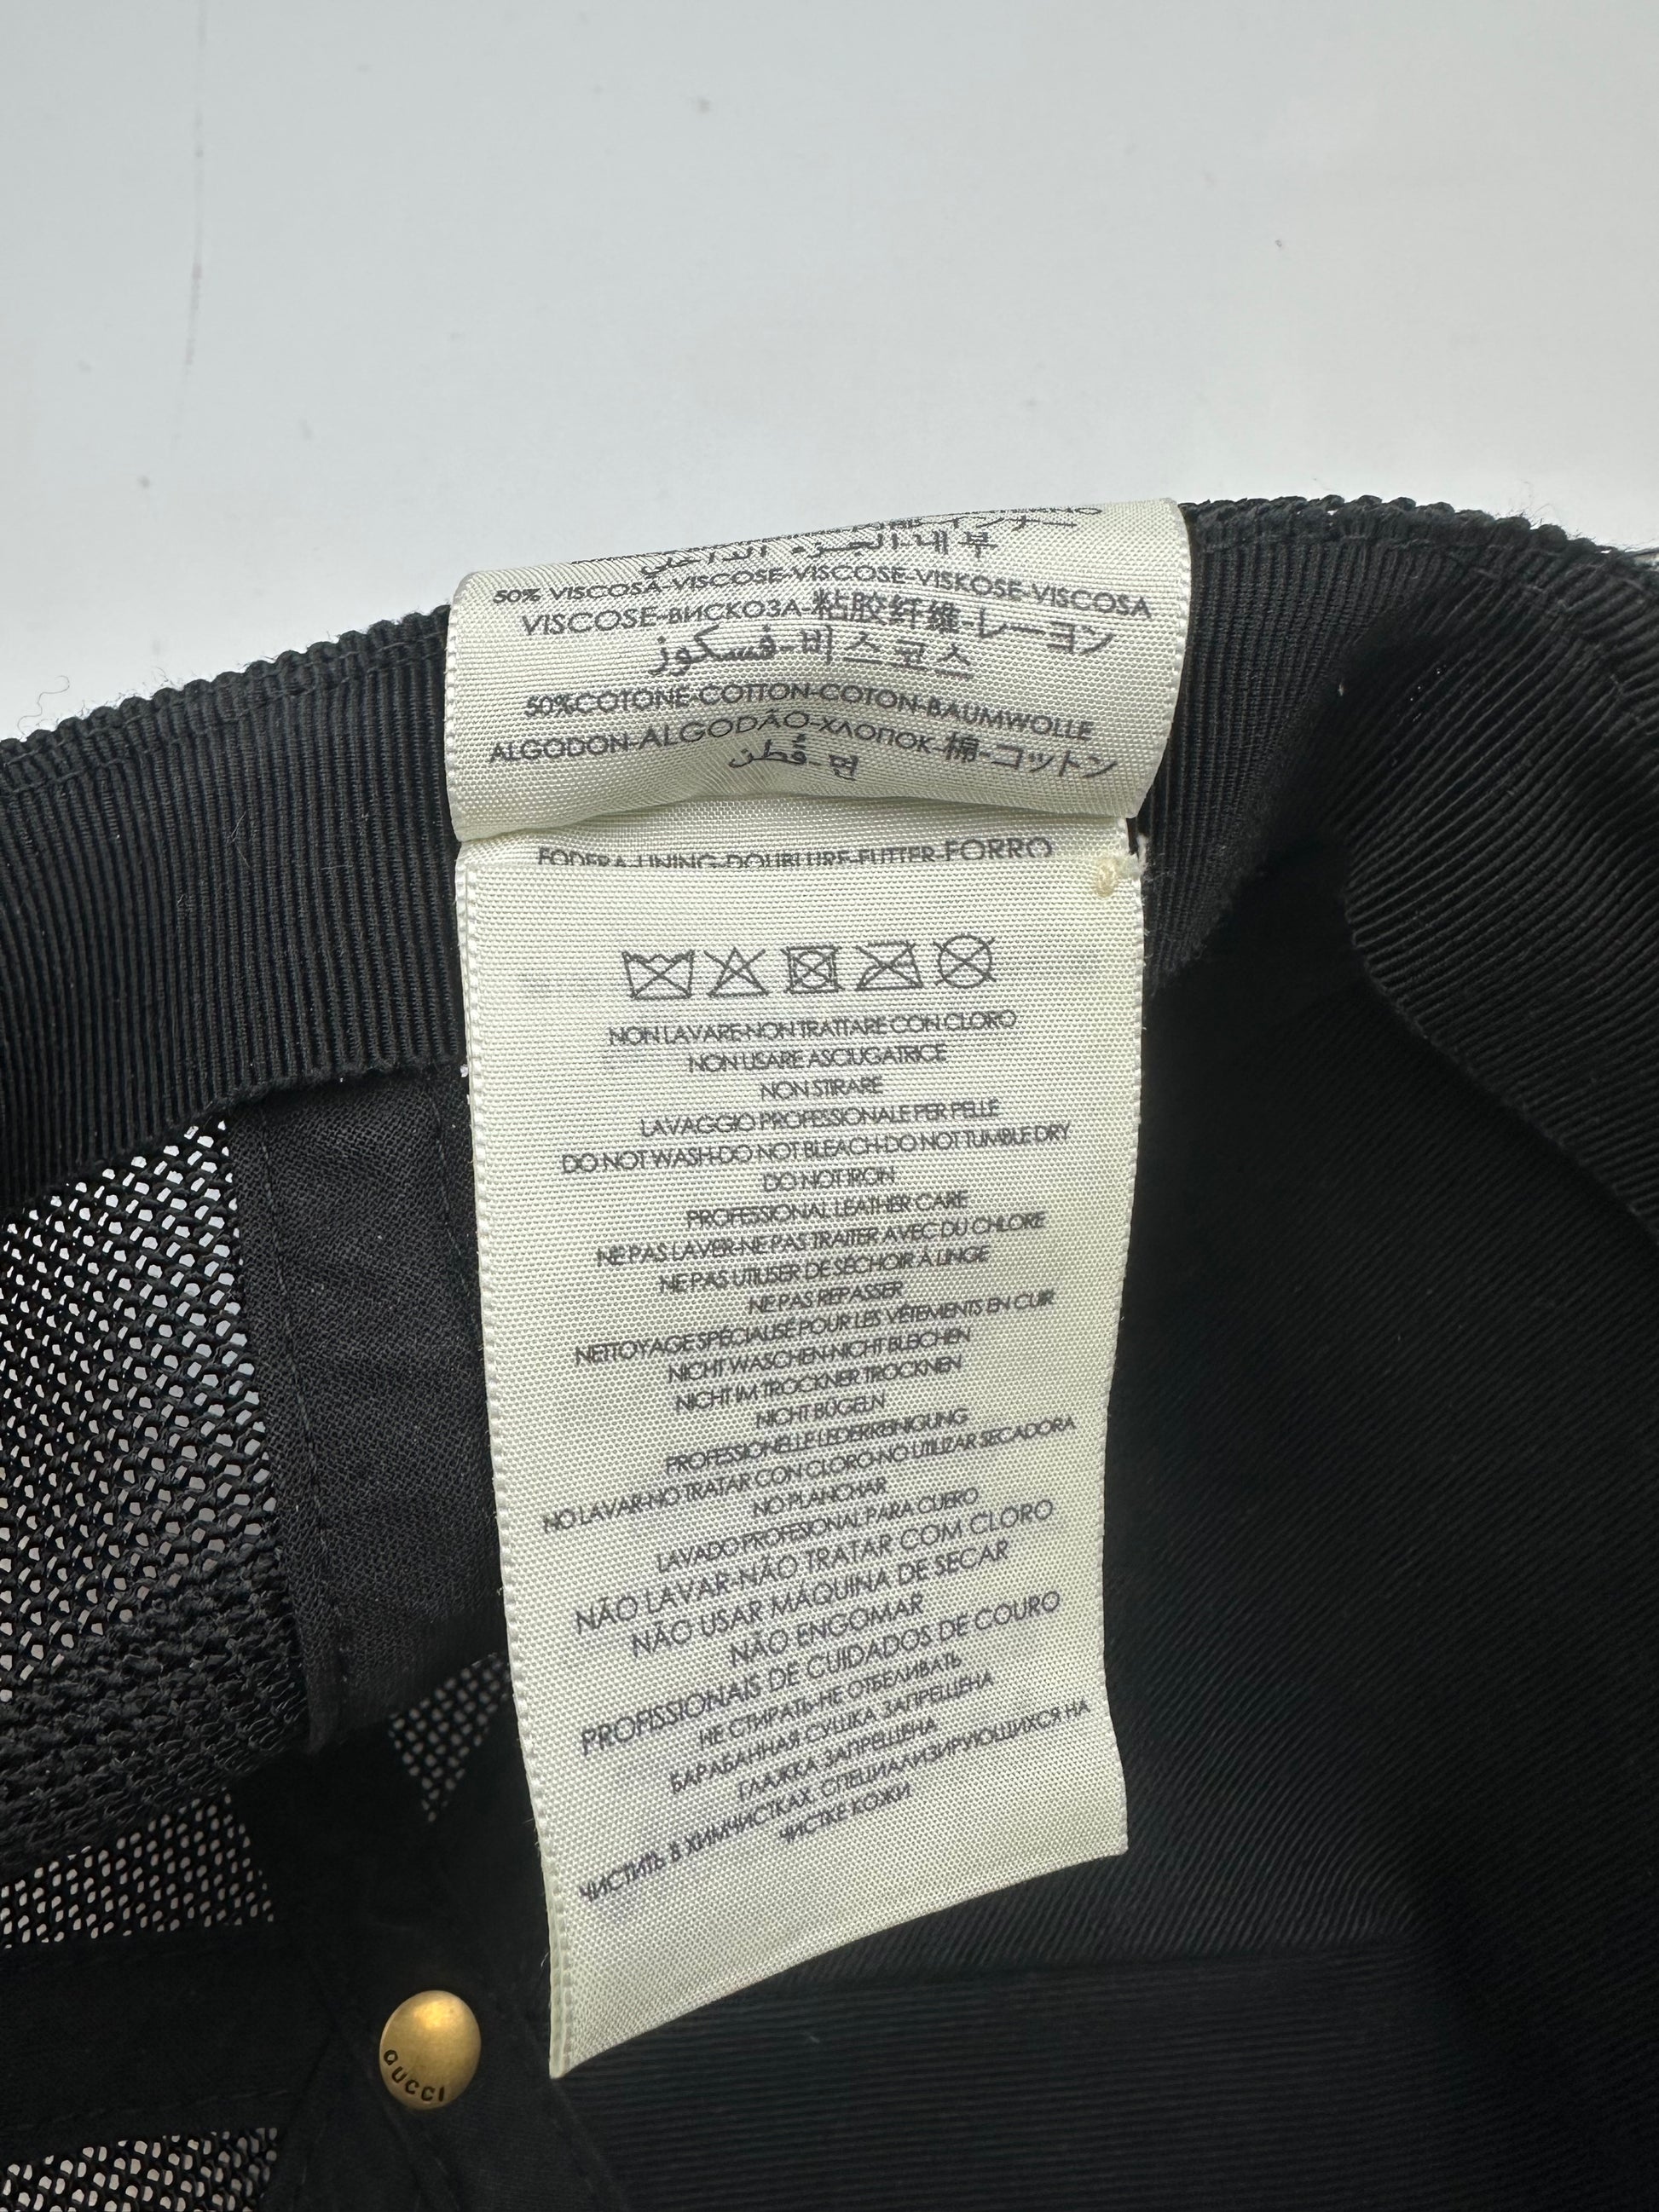 الجزء الداخلي-내부
50% VISCOSA-VISCOSE-VISCOSE-VISKOSE-VISCOSA
VISCOSE-ВИСКОЗА-粘胶纤维-レーヨン
فسكوز-비스코스
50%COTONE-COTTON-COTON-BAUMWOLLE
ALGODON-ALGODÃO-ХЛОПОК-棉-コットン
قُطن-면
FODERA-LINING-DOUBLURE-FUTTER-FORRO
NON LAVARE-NON TRATTARE CON CLORO
NON USARE ASCIUGATRICE
NON STIRARE
LAVAGGIO PROFESSIONALE PER PELLE
DO NOT WASH-DO NOT BLEACH-DO NOT TUMBLE DRY
DO NOT IRON
PROFESSIONAL LEATHER CARE
NE PAS LAVER-NE PAS TRAITER AVEC DU CHLORE
NE PAS UTILISER DE SÉCHOIR À LINGE
NE PAS REPASSER
NETTOYAGE SPÉCIALISÉ POUR LES VÊTEMENTS EN CUIR
NICHT WASCHEN-NICHT BLEICHEN
NICHT IM TROCKNER TROCKNEN
NICHT BÜGELN
PROFESSIONELLE LEDERREINIGUNG
NO LAVAR-NO TRATAR CON CLORO-NO UTILIZAR SECADORA
NO PLANCHAR
LAVADO PROFESIONAL PARA CUERO
NÃO LAVAR-NÃO TRATAR COM CLORO
NÃO USAR MÁQUINA DE SECAR
NÃO ENGOMAR
PROFISSIONAIS DE CUIDADOS DE COURO
НЕ СТИРАТЬ-НЕ ОТБЕЛИВАТЬ
БАРАБАННАЯ СУШКА ЗАПРЕЩЕНА
ГЛАЖКА ЗАПРЕЩЕНА
ЧИСТИТЬ В ХИМЧИСТКАХ, СПЕЦИАЛИЗИРУЮЩИХСЯ НА
ЧИСТКЕ КОЖИ
GUCCI